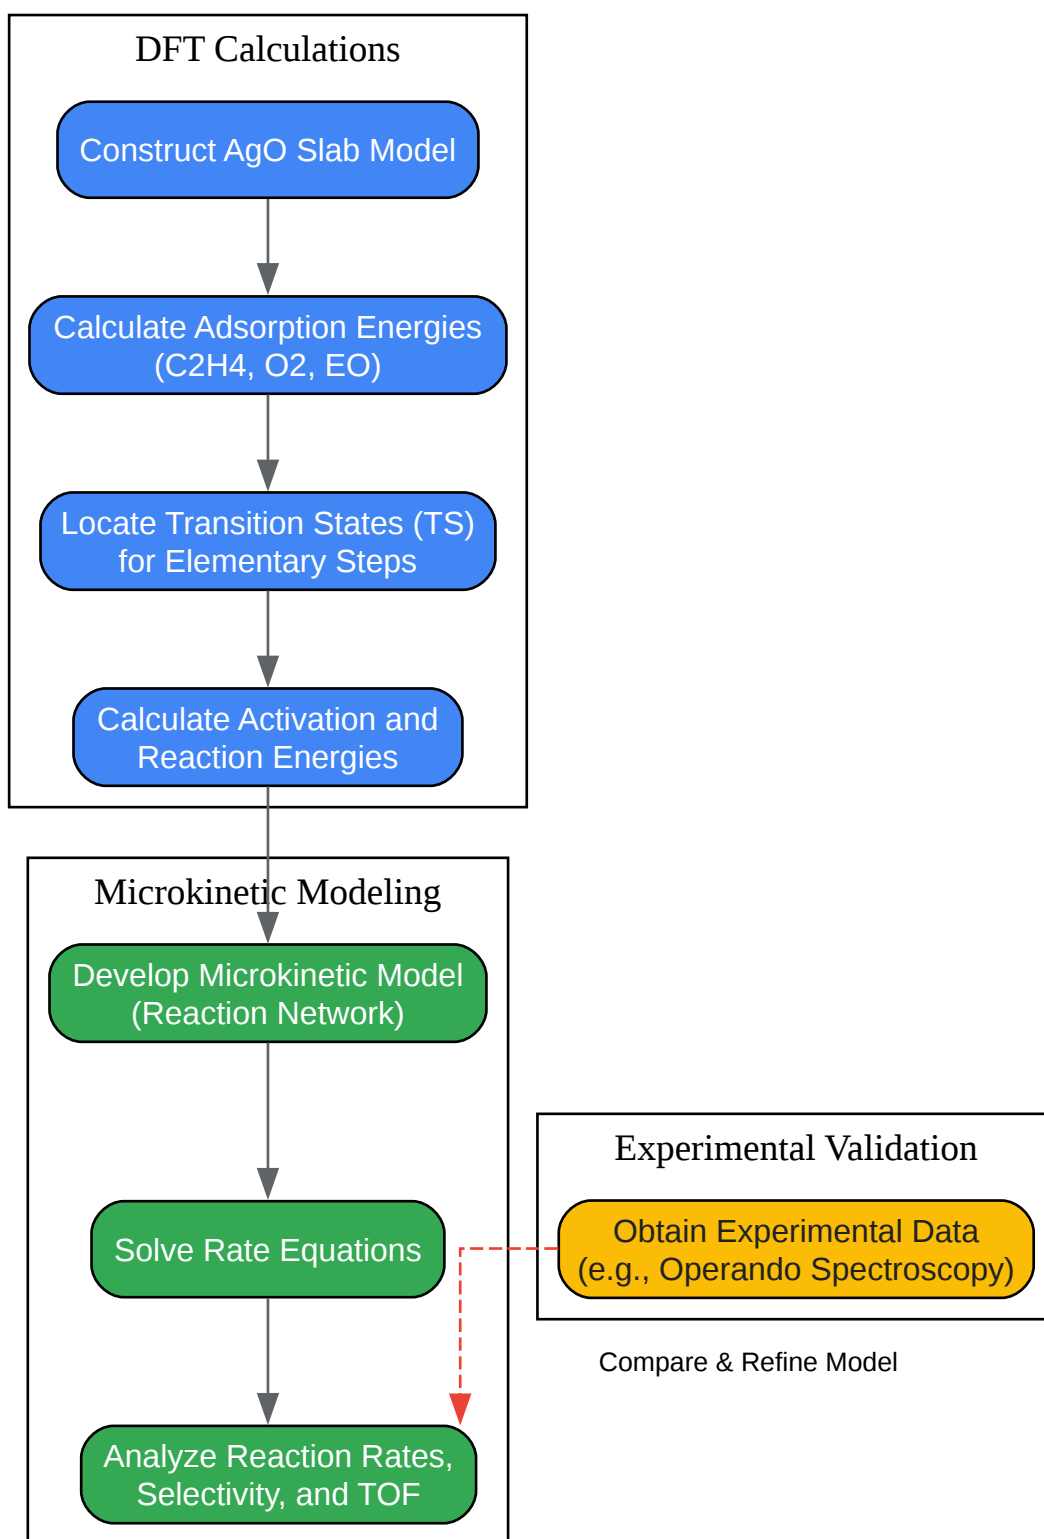 DFT Calculations
Construct AgO Slab Model
Calculate Adsorption Energies
(C2H4, O2, EO)
Locate Transition States (TS)
for Elementary Steps
Calculate Activation and
Reaction Energies
Microkinetic Modeling
Develop Microkinetic Model
(Reaction Network)
Experimental Validation
Obtain Experimental Data
(e.g., Operando Spectroscopy)
Solve Rate Equations
Compare & Refine Model
Analyze Reaction Rates,
Selectivity, and TOF